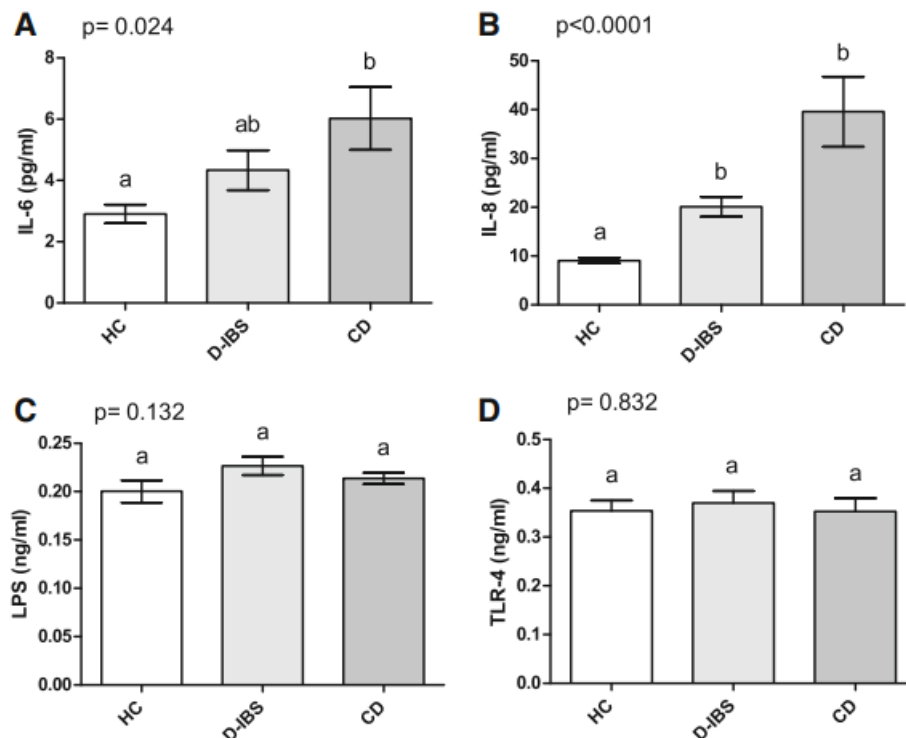 A
p= 0.024
IL-6 (pg/ml)
8
6
4
2
0
a
ab
b
HC
D-IBS
CD
B
p<0.0001
IL-8 (pg/ml)
50
40
30
20
10
0
a
b
b
HC
D-IBS
CD
C
p= 0.132
LPS (ng/ml)
0.25
0.20
0.15
0.10
0.05
0.00
a
a
a
HC
D-IBS
CD
D
p= 0.832
TLR-4 (ng/ml)
0.5
0.4
0.3
0.2
0.1
0.0
a
a
a
HC
D-IBS
CD